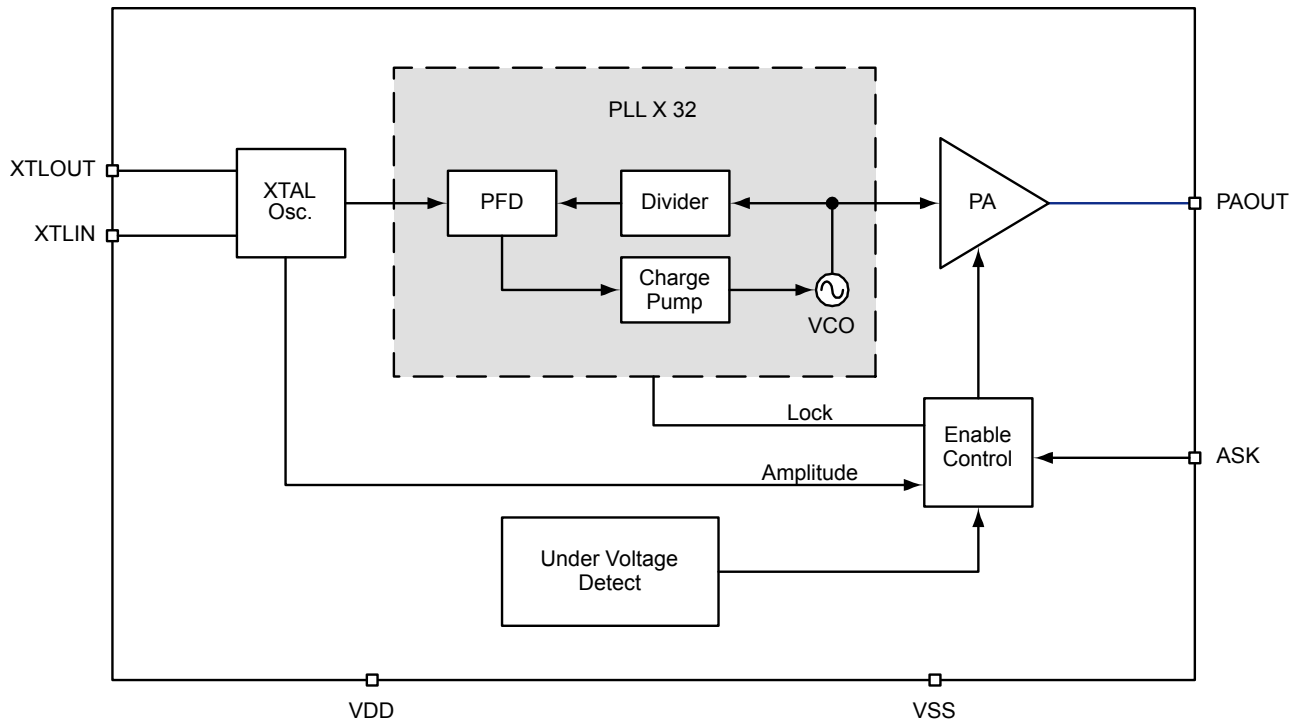 PLL X 32
XTLOUT
XTLIN
XTAL
Osc.
PFD
Divider
PA
PAOUT
Charge
Pump
VCO
Lock
Enable
Control
ASK
Amplitude
Under Voltage
Detect
VDD
VSS